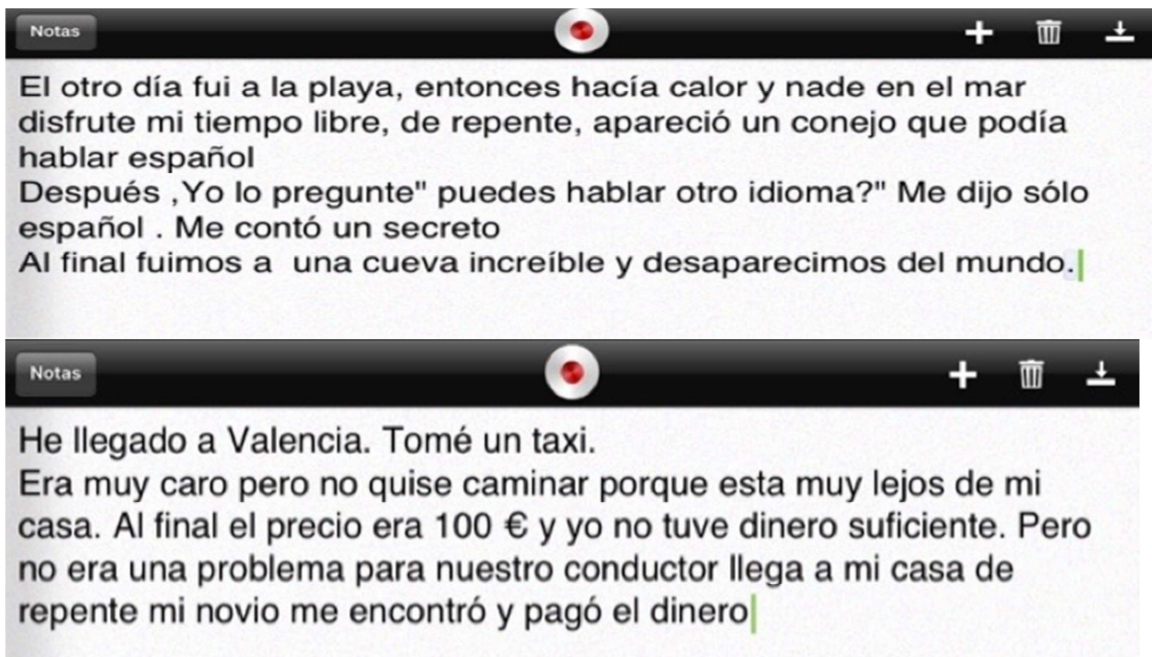 Notas
El otro día fui a la playa, entonces hacía calor y nade en el mar
disfrute mi tiempo libre, de repente, apareció un conejo que podía
hablar español
Después ,Yo lo pregunte" puedes hablar otro idioma?" Me dijo sólo
español . Me contó un secreto
Al final fuimos a  una cueva increíble y desaparecimos del mundo.
Notas
He llegado a Valencia. Tomé un taxi.
Era muy caro pero no quise caminar porque esta muy lejos de mi
casa. Al final el precio era 100 € y yo no tuve dinero suficiente. Pero
no era una problema para nuestro conductor llega a mi casa de
repente mi novio me encontró y pagó el dinero